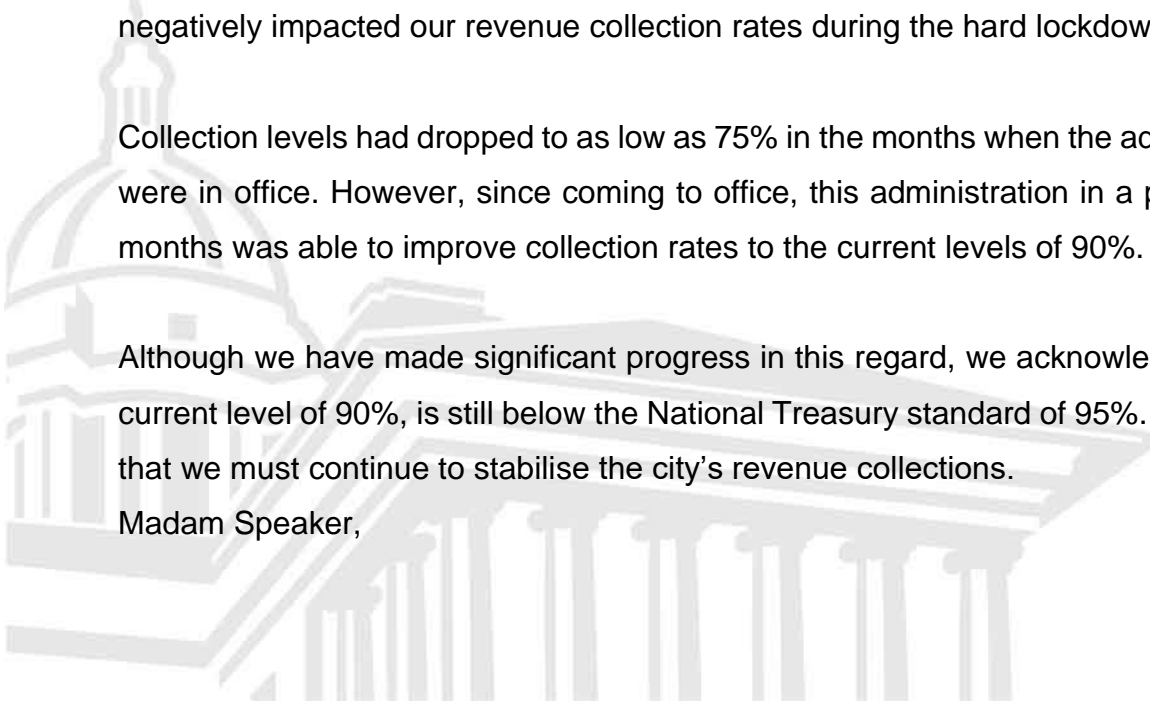 negatively impacted our revenue collection rates during the hard
Collection levels had dropped to as low as 75% in the months when the
were in office. However, since coming to office, this administration in a
months was able to improve collection rates to the current levels of 90%.
Although we have made significant progress in this regard, we
current level of 90%, is still below the National Treasury standard of 95%.
that we must continue to stabilise the city’s revenue collections.
Madam Speaker,